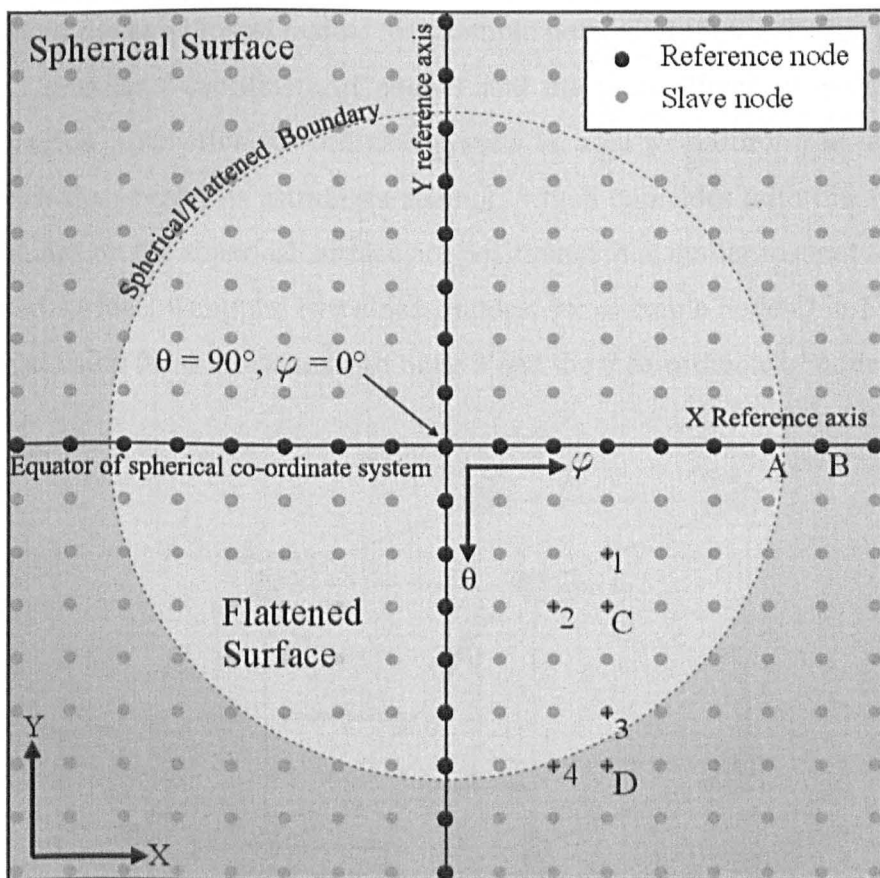 Spherical Surface
Reference node
Slave node
Y reference axis
Spherical/Flattened Boundary
θ = 90°, φ = 0°
X Reference axis
Equator of spherical co-ordinate system
φ
A
B
θ
1
2
C
Flattened
Surface
3
4
D
Y
X